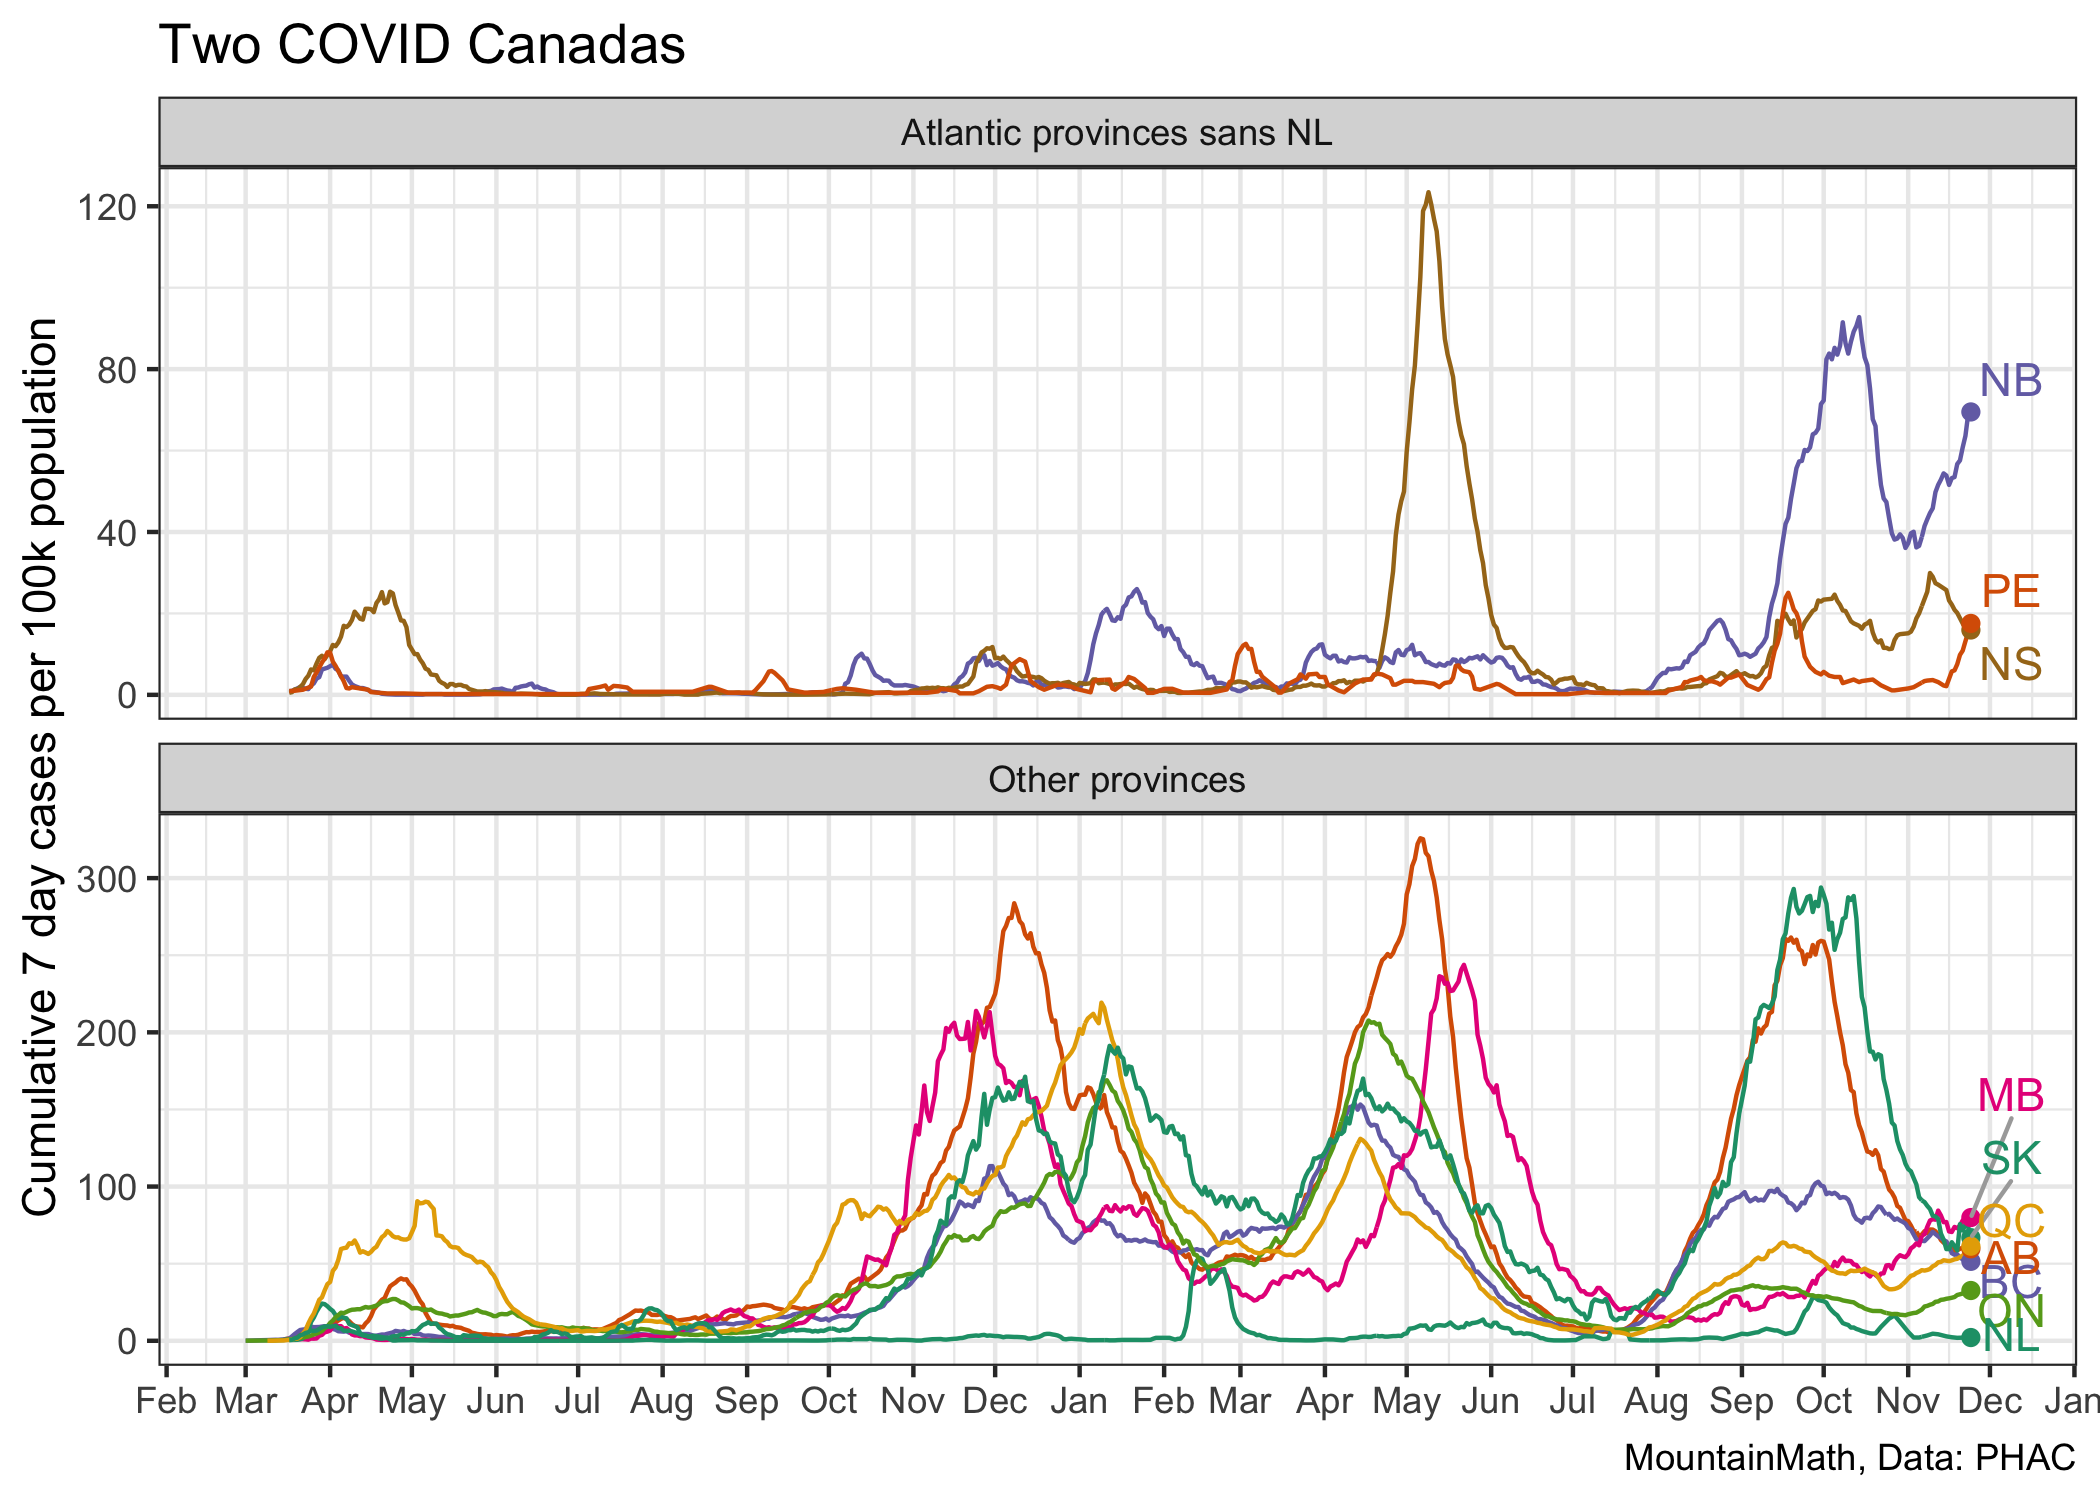 Two COVID Canadas
Atlantic provinces sans NL
Cumulative 7 day cases per 100k population
120
80
40
0
NB
PE
NS
Other provinces
300
200
100
0
MB
SK
QC
AB
BC
ON
NL
Feb Mar Apr May Jun Jul Aug Sep Oct Nov Dec Jan Feb Mar Apr May Jun Jul Aug Sep Oct Nov Dec Jan
MountainMath, Data: PHAC